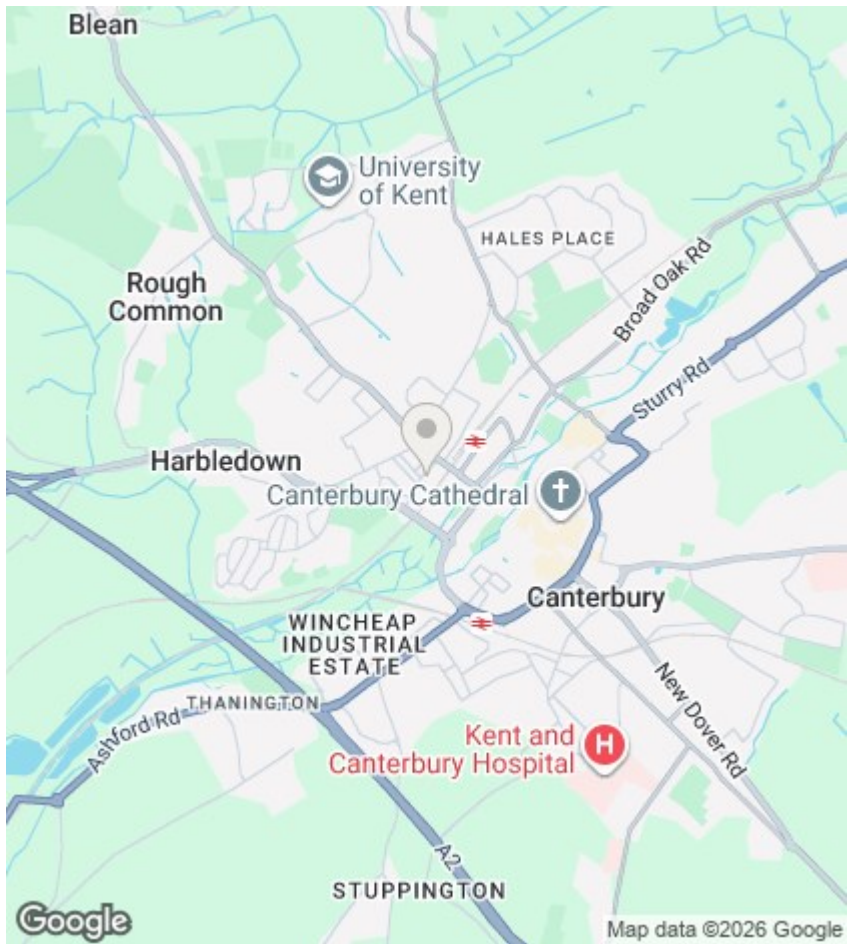 Blean
University
of Kent
HALES PLACE
Broad Oak Rd
Rough
Common
Sturry Rd
Harbledown
Canterbury Cathedral
Canterbury
WINCHEAP
INDUSTRIAL
ESTATE
THANINGTON
Ashford Rd
New Dover Rd
Kent and
Canterbury Hospital
H
A2
STUPPINGTON
Google
Map data ©2026 Google